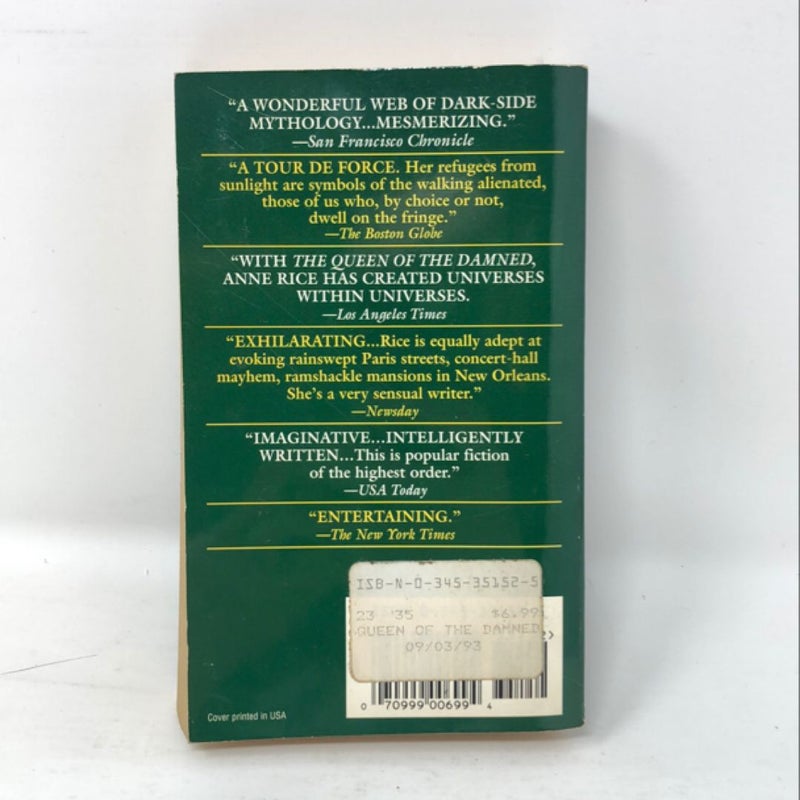 “A WONDERFUL WEB OF DARK-SIDE
MYTHOLOGY...MESMERIZING.”
—San Francisco Chronicle
“A TOUR DE FORCE. Her refugees from
sunlight are symbols of the walking alienated,
those of us who, by choice or not,
dwell on the fringe.”
—The Boston Globe
“WITH THE QUEEN OF THE DAMNED,
ANNE RICE HAS CREATED UNIVERSES
WITHIN UNIVERSES.
—Los Angeles Times
“EXHILARATING...Rice is equally adept at
evoking rainswept Paris streets, concert-hall
mayhem, ramshackle mansions in New Orleans.
She’s a very sensual writer.”
—Newsday
“IMAGINATIVE...INTELLIGENTLY
WRITTEN...This is popular fiction
of the highest order.”
—USA Today
“ENTERTAINING.”
—The New York Times
ISB-N-0-345-35152-5
23 '35 $6.99
QUEEN OF THE DAMNED
09/03/93
0 70999 00699 4
Cover printed in USA